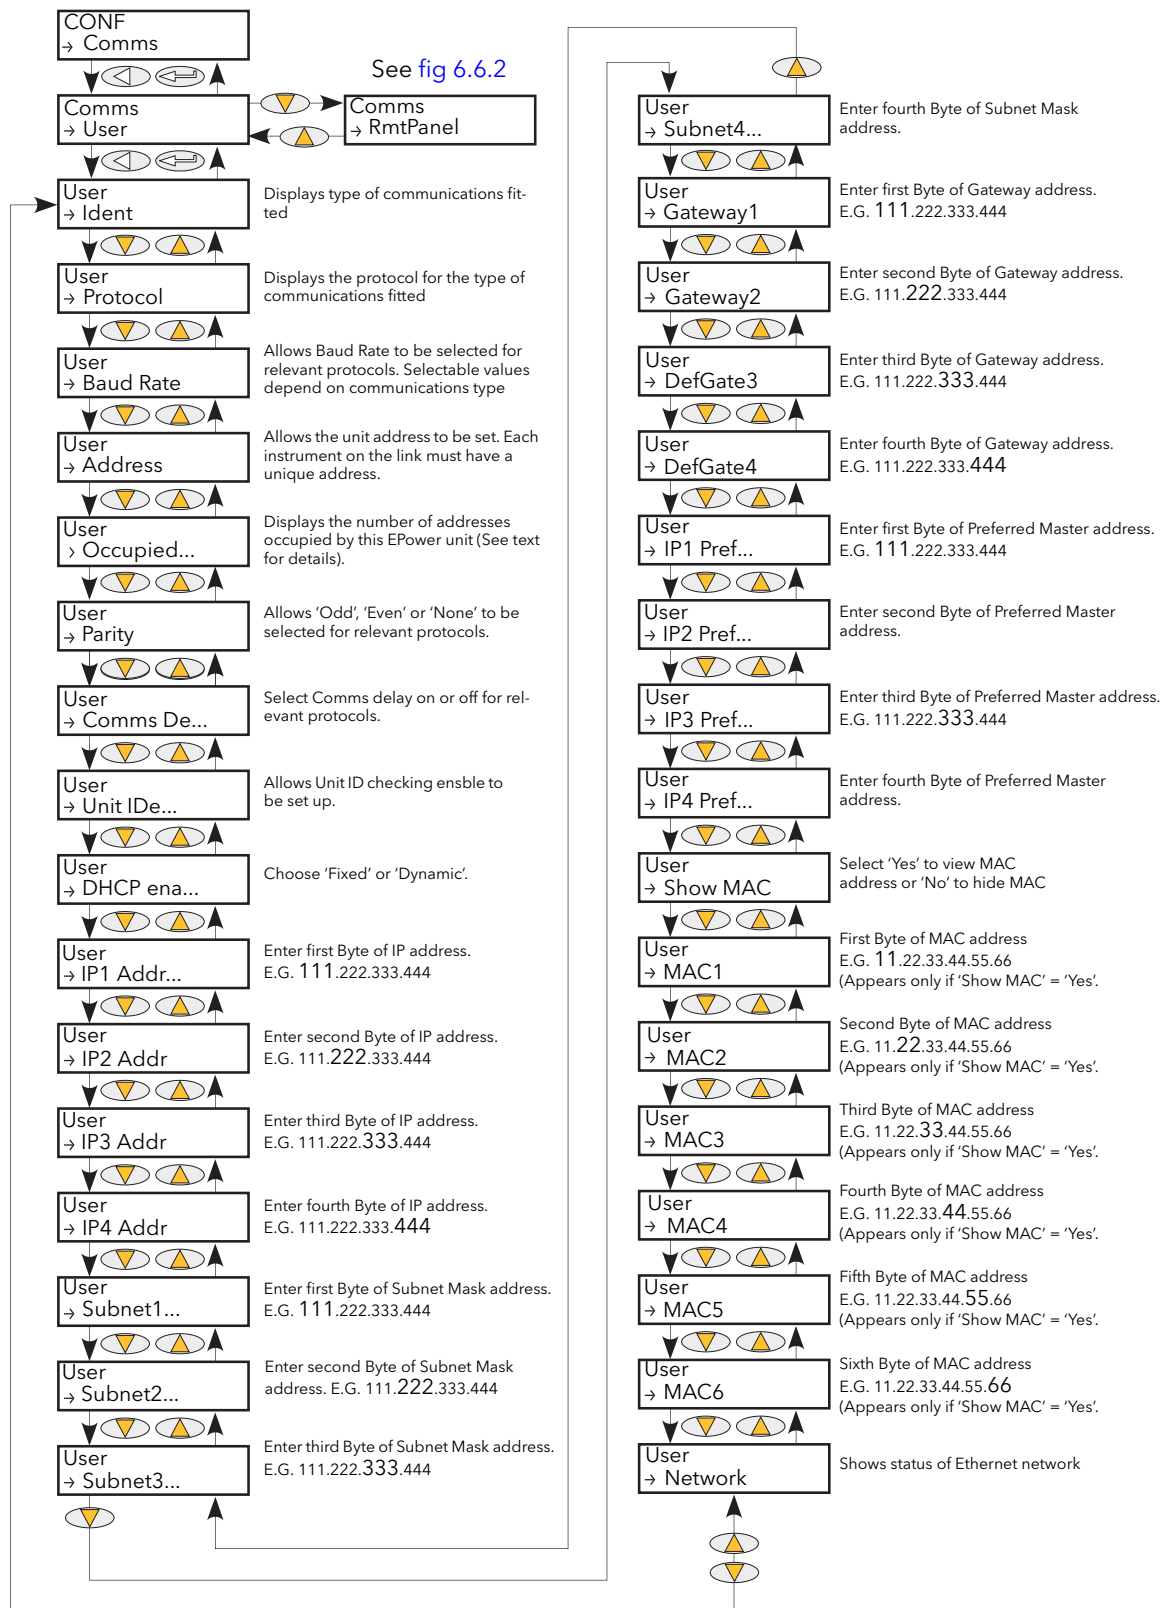 CONF
→ Comms
See fig 6.6.2
Comms
→ User
Comms
→ RmtPanel
User
→ Ident
Displays type of communications fit-
ted
User
→ Protocol
Displays the protocol for the type of
communications fitted
User
→ Baud Rate
Allows Baud Rate to be selected for
relevant protocols. Selectable values
depend on communications type
User
→ Address
Allows the unit address to be set. Each
instrument on the link must have a
unique address.
User
› Occupied...
Displays the number of addresses
occupied by this EPower unit (See text
for details).
User
→ Parity
Allows ‘Odd’, ‘Even’ or ‘None’ to be
selected for relevant protocols.
User
→ Comms De...
Select Comms delay on or off for rel-
evant protocols.
User
→ Unit IDe...
Allows Unit ID checking ensble to
be set up.
User
→ DHCP ena...
Choose ‘Fixed’ or ‘Dynamic’.
User
→ IP1 Addr...
Enter first Byte of IP address.
E.G. 111.222.333.444
User
→ IP2 Addr
Enter second Byte of IP address.
E.G. 111.222.333.444
User
→ IP3 Addr
Enter third Byte of IP address.
E.G. 111.222.333.444
User
→ IP4 Addr
Enter fourth Byte of IP address.
E.G. 111.222.333.444
User
→ Subnet1...
Enter first Byte of Subnet Mask address.
E.G. 111.222.333.444
User
→ Subnet2...
Enter second Byte of Subnet Mask
address. E.G. 111.222.333.444
User
→ Subnet3...
Enter third Byte of Subnet Mask address.
E.G. 111.222.333.444
User
→ Subnet4...
Enter fourth Byte of Subnet Mask
address.
User
→ Gateway1
Enter first Byte of Gateway address.
E.G. 111.222.333.444
User
→ Gateway2
Enter second Byte of Gateway address.
E.G. 111.222.333.444
User
→ DefGate3
Enter third Byte of Gateway address.
E.G. 111.222.333.444
User
→ DefGate4
Enter fourth Byte of Gateway address.
E.G. 111.222.333.444
User
→ IP1 Pref...
Enter first Byte of Preferred Master address.
E.G. 111.222.333.444
User
→ IP2 Pref...
Enter second Byte of Preferred Master
address.
User
→ IP3 Pref...
Enter third Byte of Preferred Master address.
E.G. 111.222.333.444
User
→ IP4 Pref...
Enter fourth Byte of Preferred Master
address.
User
→ Show MAC
Select ‘Yes’ to view MAC
address or ‘No’ to hide MAC
User
→ MAC1
First Byte of MAC address
E.G. 11.22.33.44.55.66
(Appears only if ‘Show MAC’ = ‘Yes’.
User
→ MAC2
Second Byte of MAC address
E.G. 11.22.33.44.55.66
(Appears only if ‘Show MAC’ = ‘Yes’.
User
→ MAC3
Third Byte of MAC address
E.G. 11.22.33.44.55.66
(Appears only if ‘Show MAC’ = ‘Yes’.
User
→ MAC4
Fourth Byte of MAC address
E.G. 11.22.33.44.55.66
(Appears only if ‘Show MAC’ = ‘Yes’.
User
→ MAC5
Fifth Byte of MAC address
E.G. 11.22.33.44.55.66
(Appears only if ‘Show MAC’ = ‘Yes’.
User
→ MAC6
Sixth Byte of MAC address
E.G. 11.22.33.44.55.66
(Appears only if ‘Show MAC’ = ‘Yes’.
User
→ Network
Shows status of Ethernet network